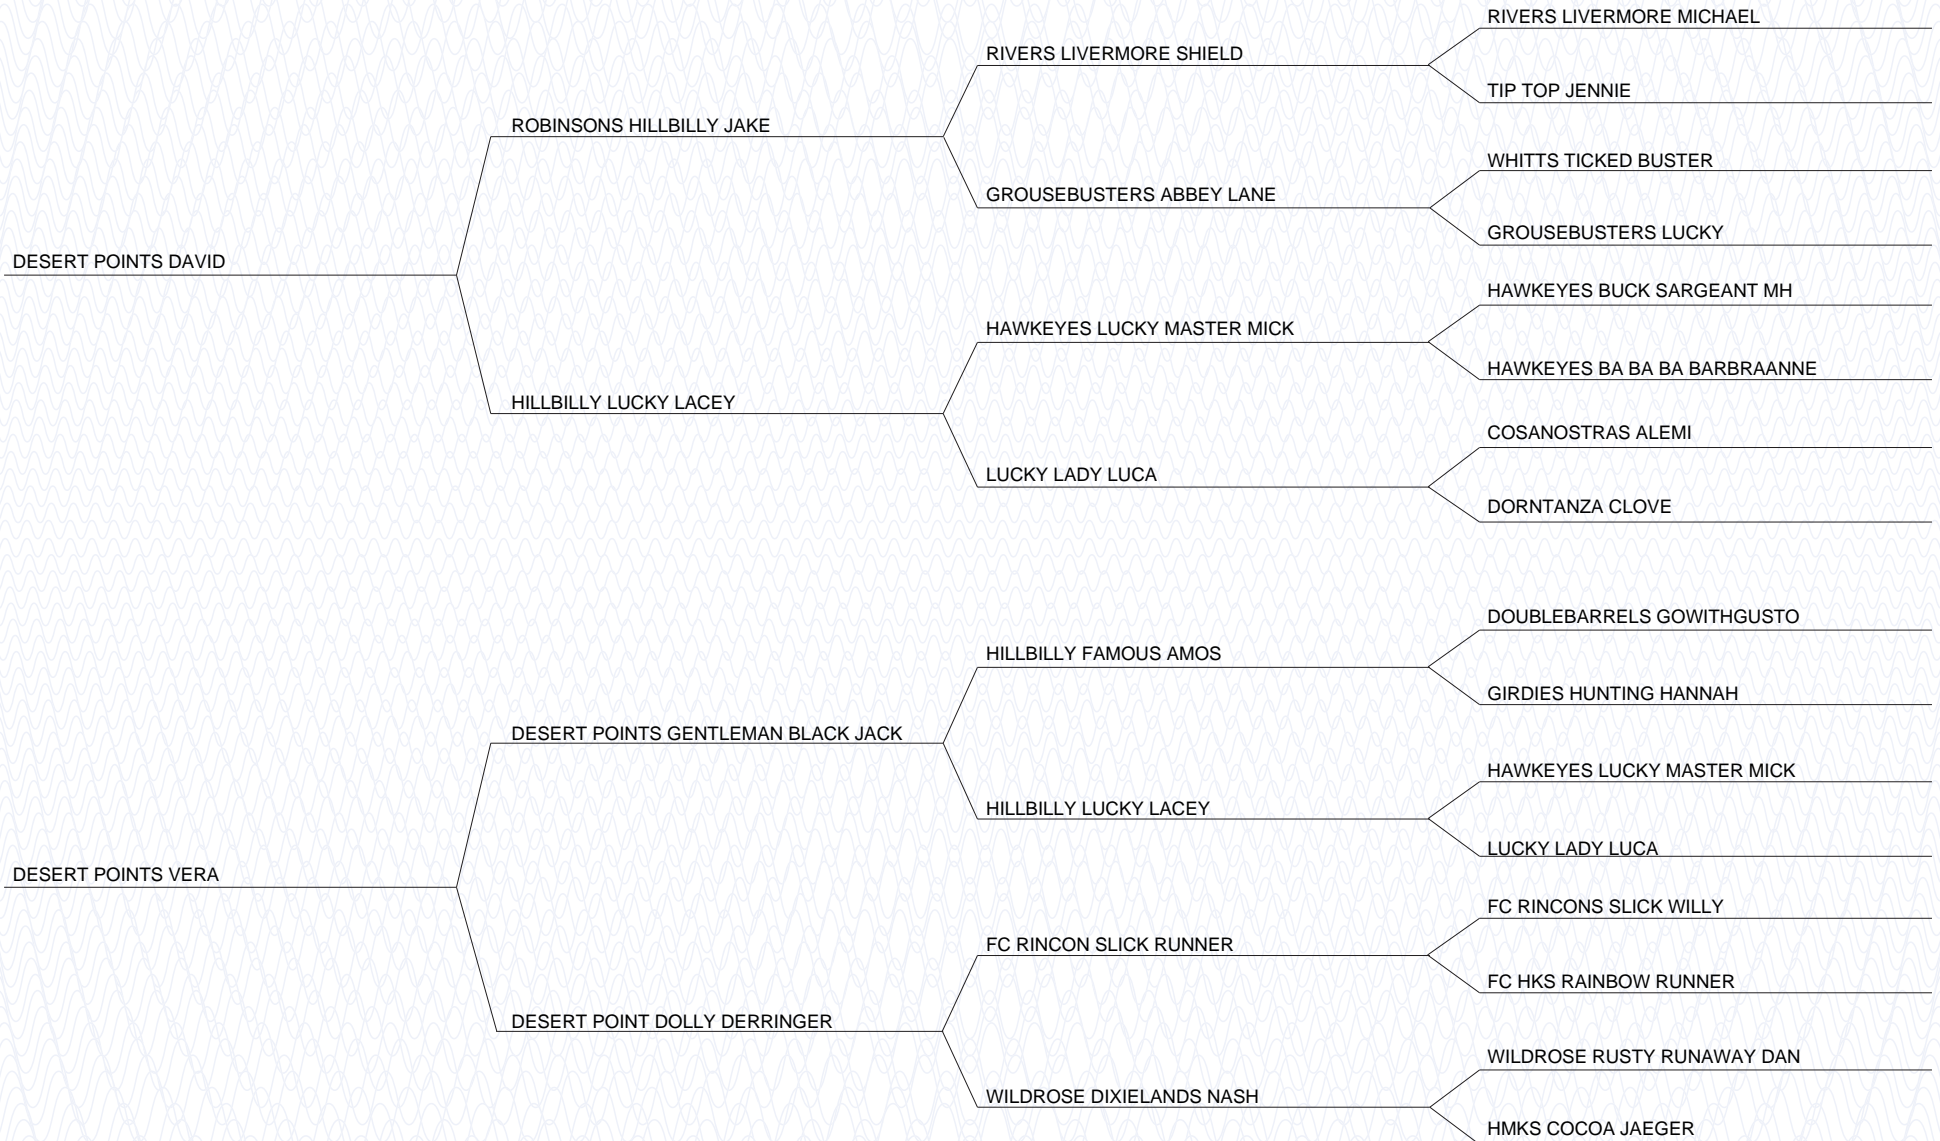 RIVERS LIVERMORE MICHAEL
RIVERS LIVERMORE SHIELD
TIP TOP JENNIE
ROBINSONS HILLBILLY JAKE
WHITTS TICKED BUSTER
GROUSEBUSTERS ABBEY LANE
GROUSEBUSTERS LUCKY
DESERT POINTS DAVID
HAWKEYES BUCK SARGEANT MH
HAWKEYES LUCKY MASTER MICK
HAWKEYES BA BA BA BARBRAANNE
HILLBILLY LUCKY LACEY
COSANOSTRAS ALEMI
LUCKY LADY LUCA
DORNTANZA CLOVE
DOUBLEBARRELS GOWITHGUSTO
HILLBILLY FAMOUS AMOS
GIRDIES HUNTING HANNAH
DESERT POINTS GENTLEMAN BLACK JACK
HAWKEYES LUCKY MASTER MICK
HILLBILLY LUCKY LACEY
LUCKY LADY LUCA
DESERT POINTS VERA
FC RINCONS SLICK WILLY
FC RINCON SLICK RUNNER
FC HKS RAINBOW RUNNER
DESERT POINT DOLLY DERRINGER
WILDROSE RUSTY RUNAWAY DAN
WILDROSE DIXIELANDS NASH
HMKS COCOA JAEGER